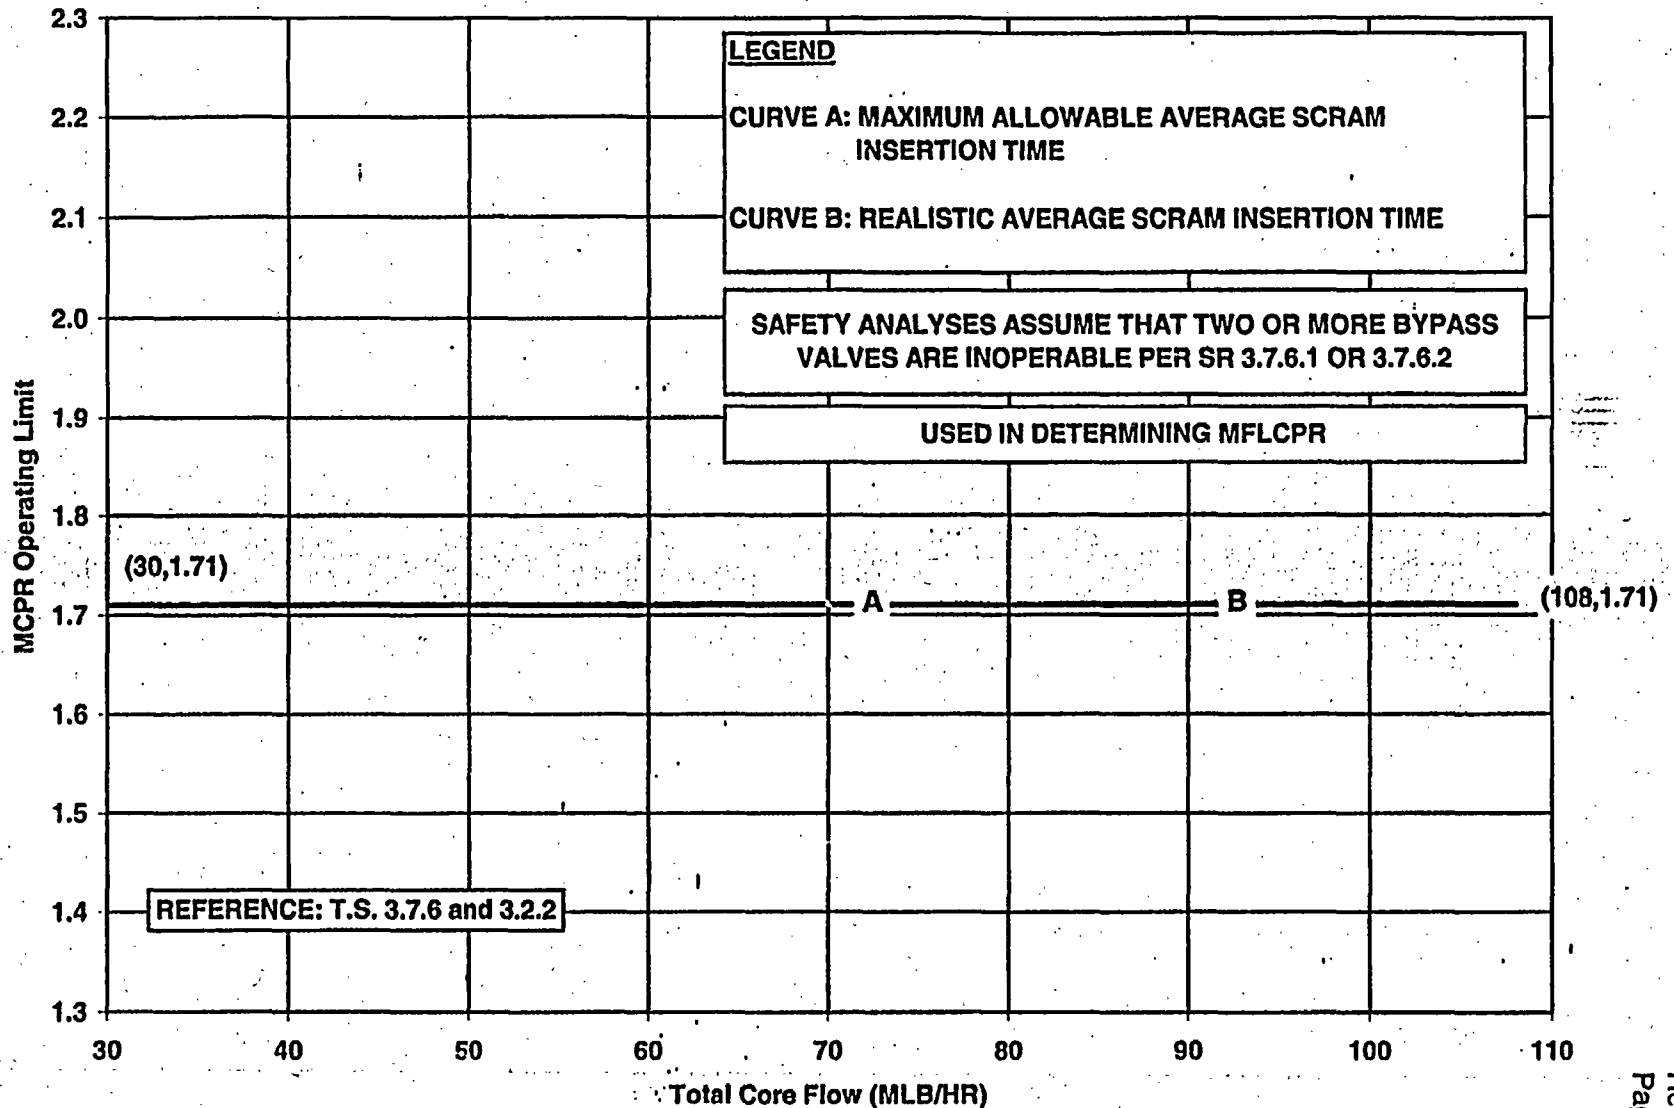 2.3
2.2
2.1
2.0
1.9
1.8
1.7
1.6
1.5
1.4
1.3
MCPR Operating Limit
LEGEND
CURVE A: MAXIMUM ALLOWABLE AVERAGE SCRAM
INSERTION TIME
CURVE B: REALISTIC AVERAGE SCRAM INSERTION TIME
SAFETY ANALYSES ASSUME THAT TWO OR MORE BYPASS
VALVES ARE INOPERABLE PER SR 3.7.6.1 OR 3.7.6.2
USED IN DETERMINING MFLCPR
(30,1.71)
A
B
(108,1.71)
REFERENCE: T.S. 3.7.6 and 3.2.2
30 40 50 60 70 80 90 100 110
Total Core Flow (MLB/HR)